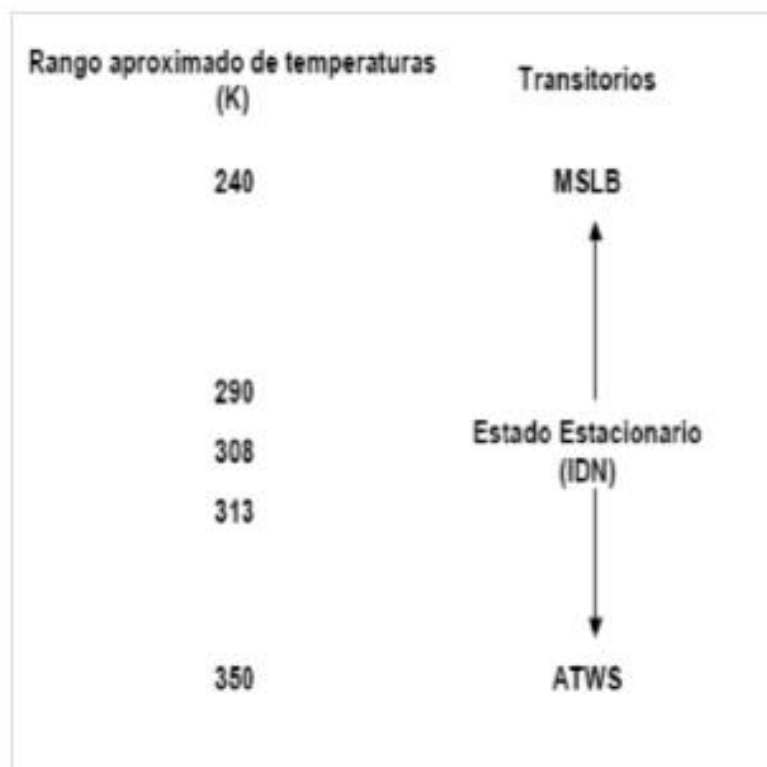 Rango aproximado de temperaturas
(K)
Transitorios
240
MSLB
290
308
313
Estado Estacionario
(IDN)
350
ATWS